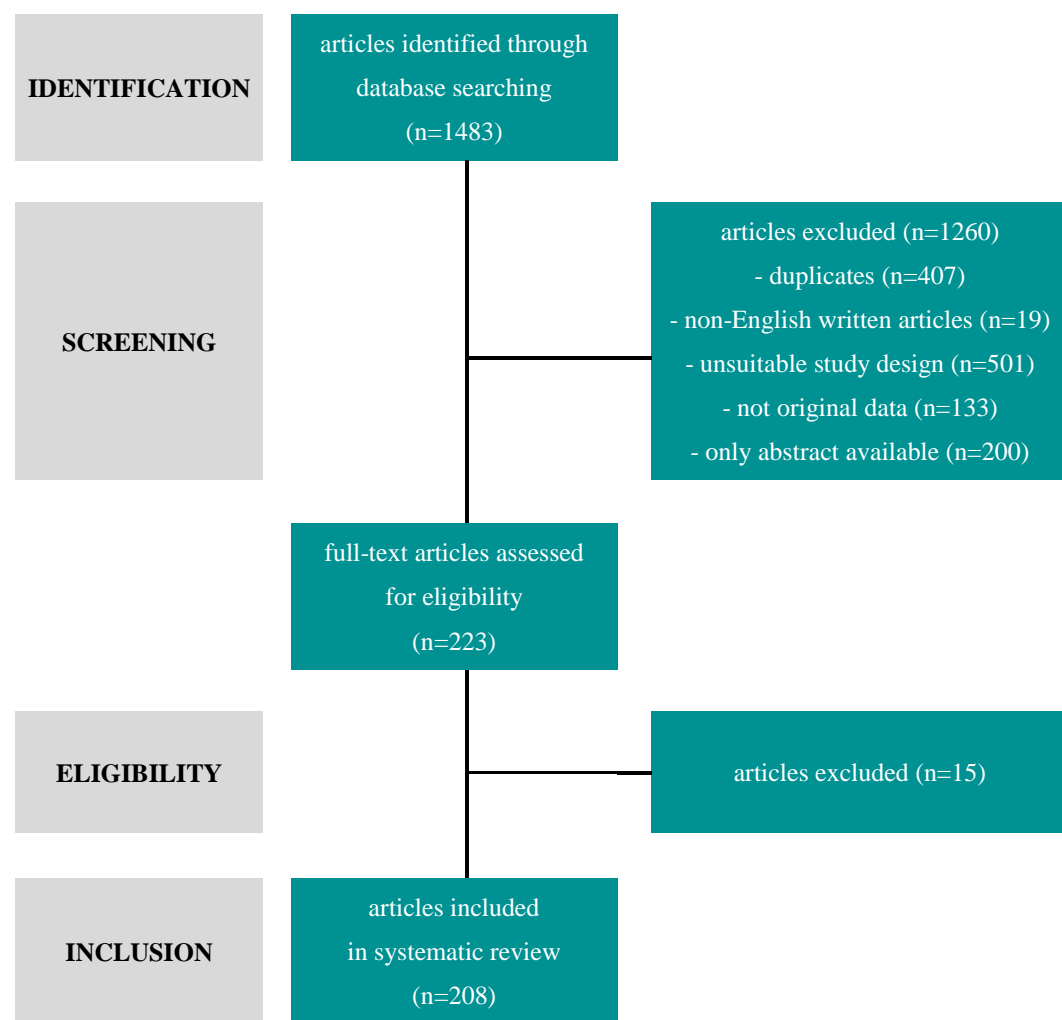 IDENTIFICATION
articles identified through
database searching
(n=1483)
SCREENING
articles excluded (n=1260)
- duplicates (n=407)
- non-English written articles (n=19)
- unsuitable study design (n=501)
- not original data (n=133)
- only abstract available (n=200)
full-text articles assessed
for eligibility
(n=223)
ELIGIBILITY
articles excluded (n=15)
INCLUSION
articles included
in systematic review
(n=208)